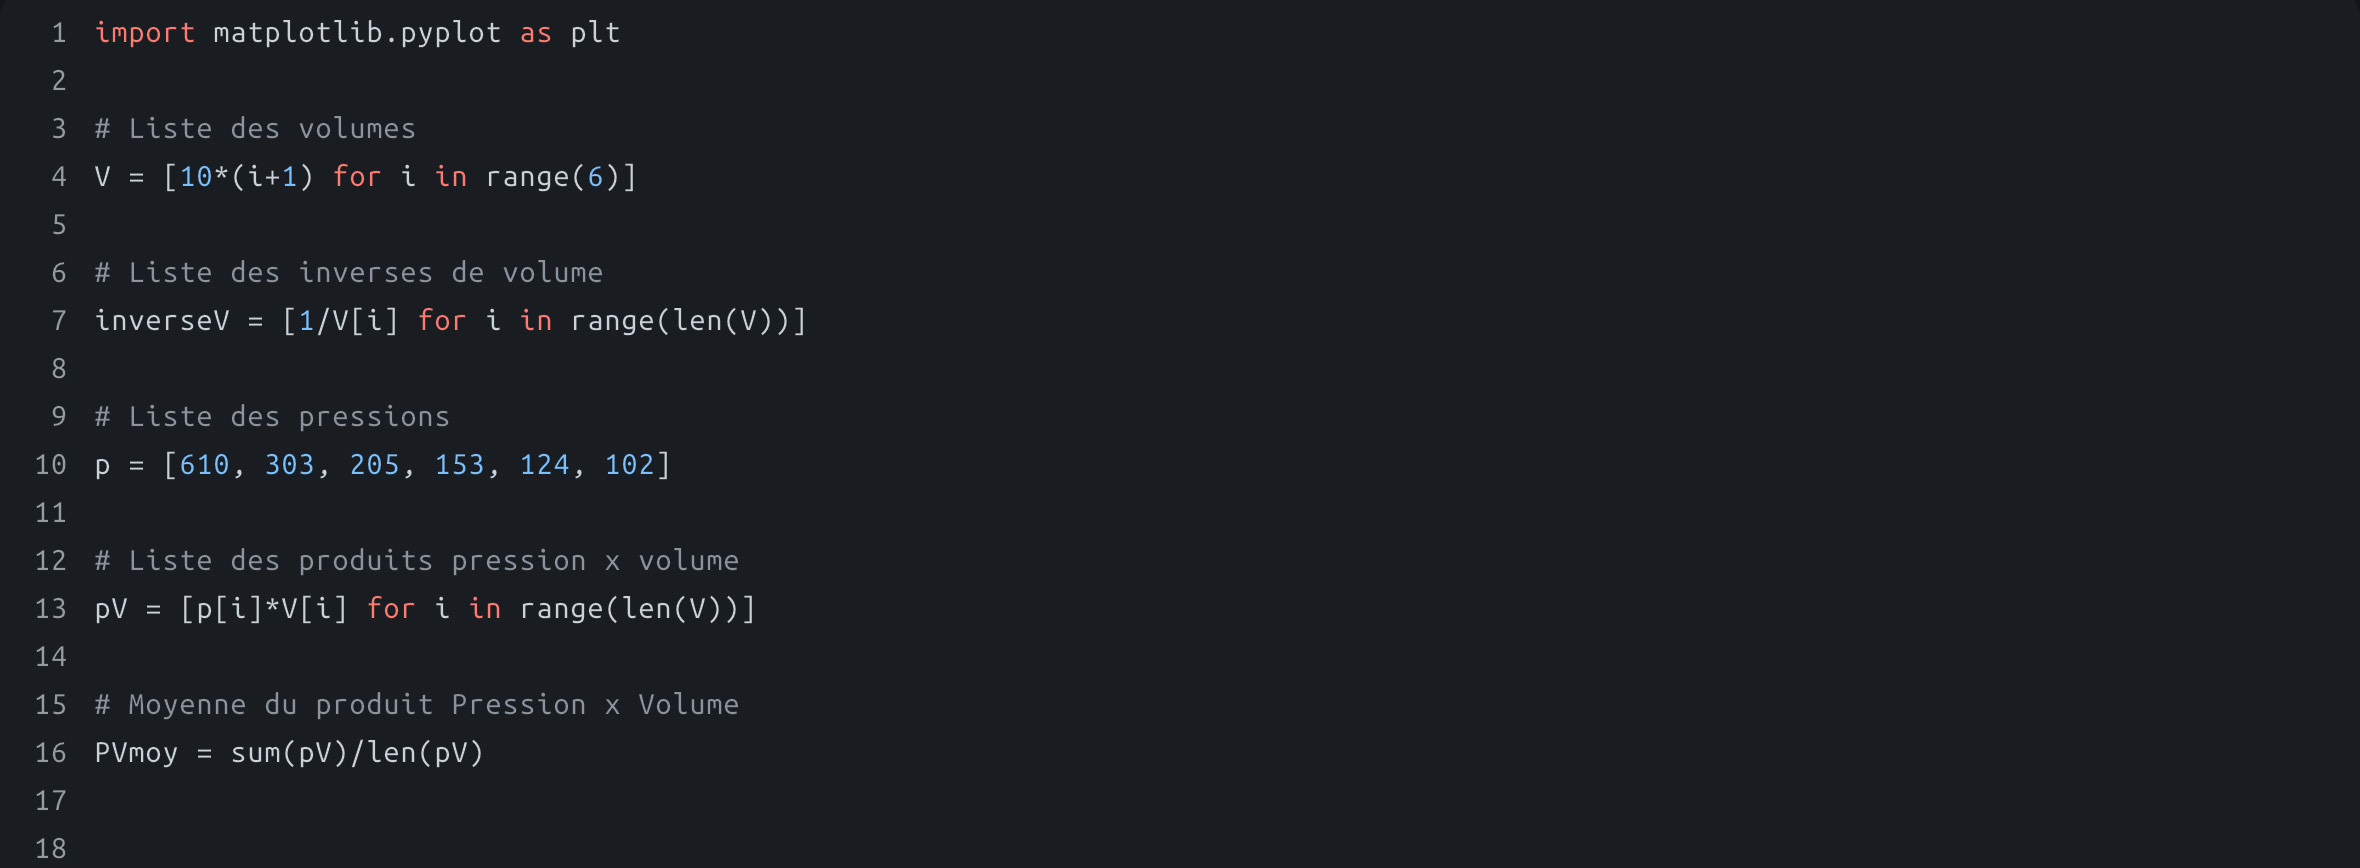 1 import matplotlib.pyplot as plt
2
3 # Liste des volumes
4 V = [10*(i+1) for i in range(6)]
5
6 # Liste des inverses de volume
7 inverseV = [1/V[i] for i in range(len(V))]
8
9 # Liste des pressions
10 p = [610, 303, 205, 153, 124, 102]
11
12 # Liste des produits pression x volume
13 pV = [p[i]*V[i] for i in range(len(V))]
14
15 # Moyenne du produit Pression x Volume
16 PVmoy = sum(pV)/len(pV)
17
18